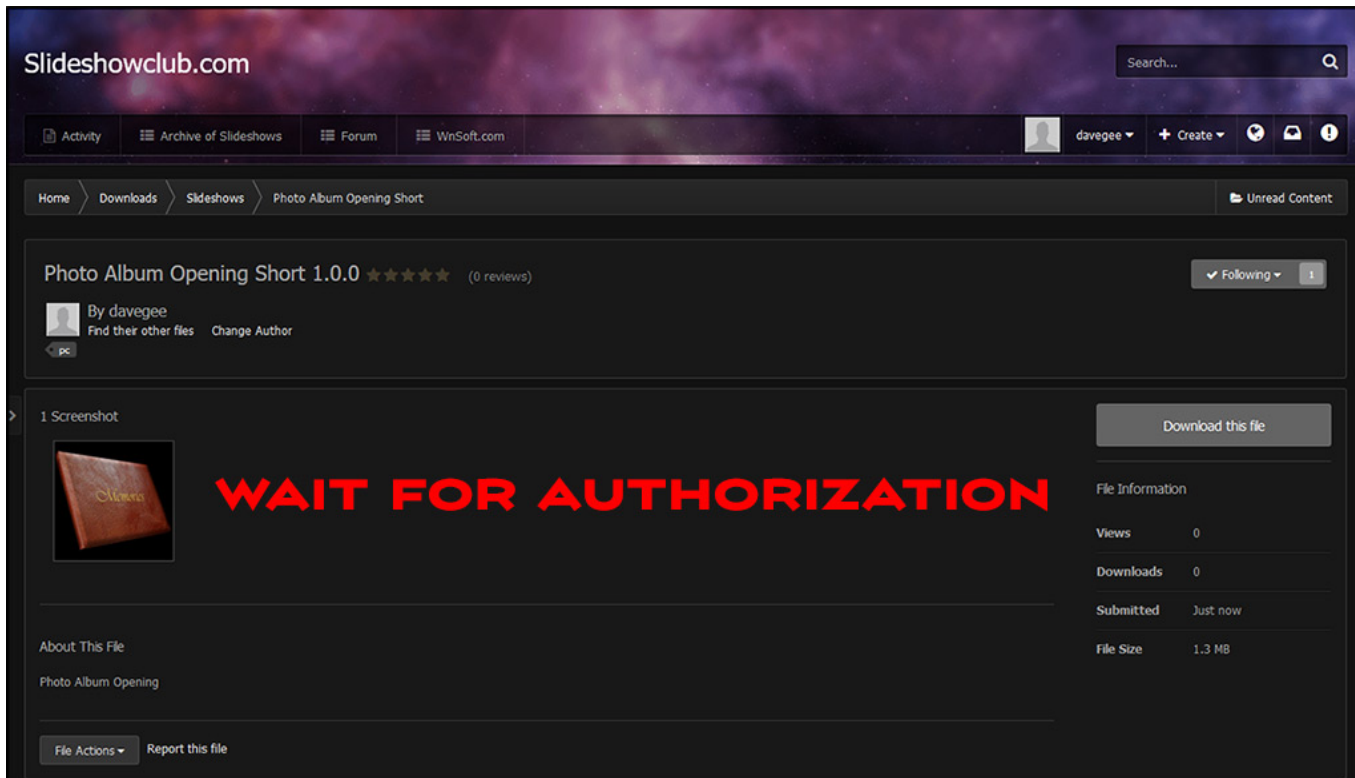 Slideshowclub.com
Search...
Activity
Archive of Slideshows
Forum
WnSoft.com
davegee
Create
Home
Downloads
Slideshows
Photo Album Opening Short
Unread Content
Photo Album Opening Short 1.0.0
(0 reviews)
Following
1
By davegee
Find their other files Change Author
pc
1 Screenshot
Memories
WAIT FOR AUTHORIZATION
Download this file
File Information
Views 0
Downloads 0
Submitted Just now
File Size 1.3 MB
About This File
Photo Album Opening
File Actions
Report this file